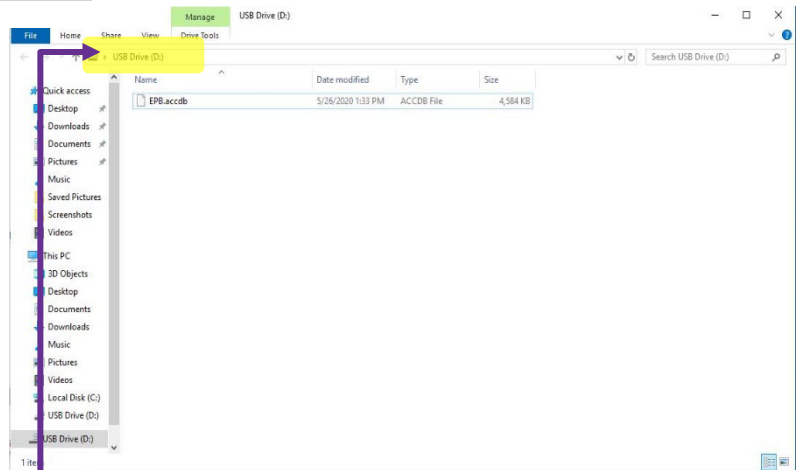 Manage USB Drive (D:)
File Home Share View Drive Tools
USB Drive (D:) Search USB Drive (D:)
Name Date modified Type Size
EPB.accdb 5/26/2020 1:33 PM ACCDB File 4,584 KB
Quick access
Desktop
Downloads
Documents
Pictures
Music
Saved Pictures
Screenshots
Videos
This PC
3D Objects
Desktop
Documents
Downloads
Music
Pictures
Videos
Local Disk (C:)
USB Drive (D:)
USB Drive (D:)
1 ite